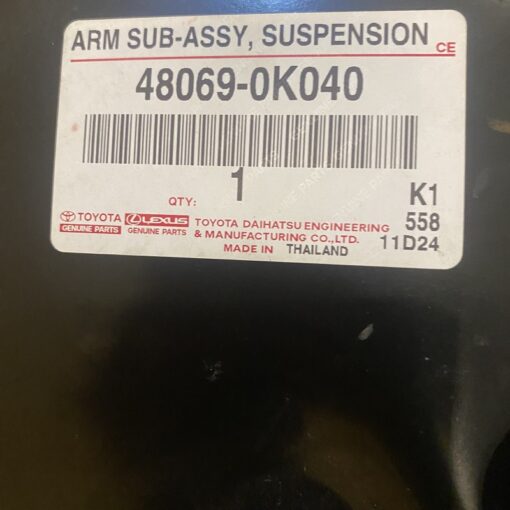 ARM SUB-ASSY, SUSPENSION CE
48069-0K040
QTY: 1 K1
TOYOTA LEXUS TOYOTA DAIHATSU ENGINEERING 558
GENUINE PARTS GENUINE PARTS & MANUFACTURING CO.,LTD. 11D24
MADE IN THAILAND